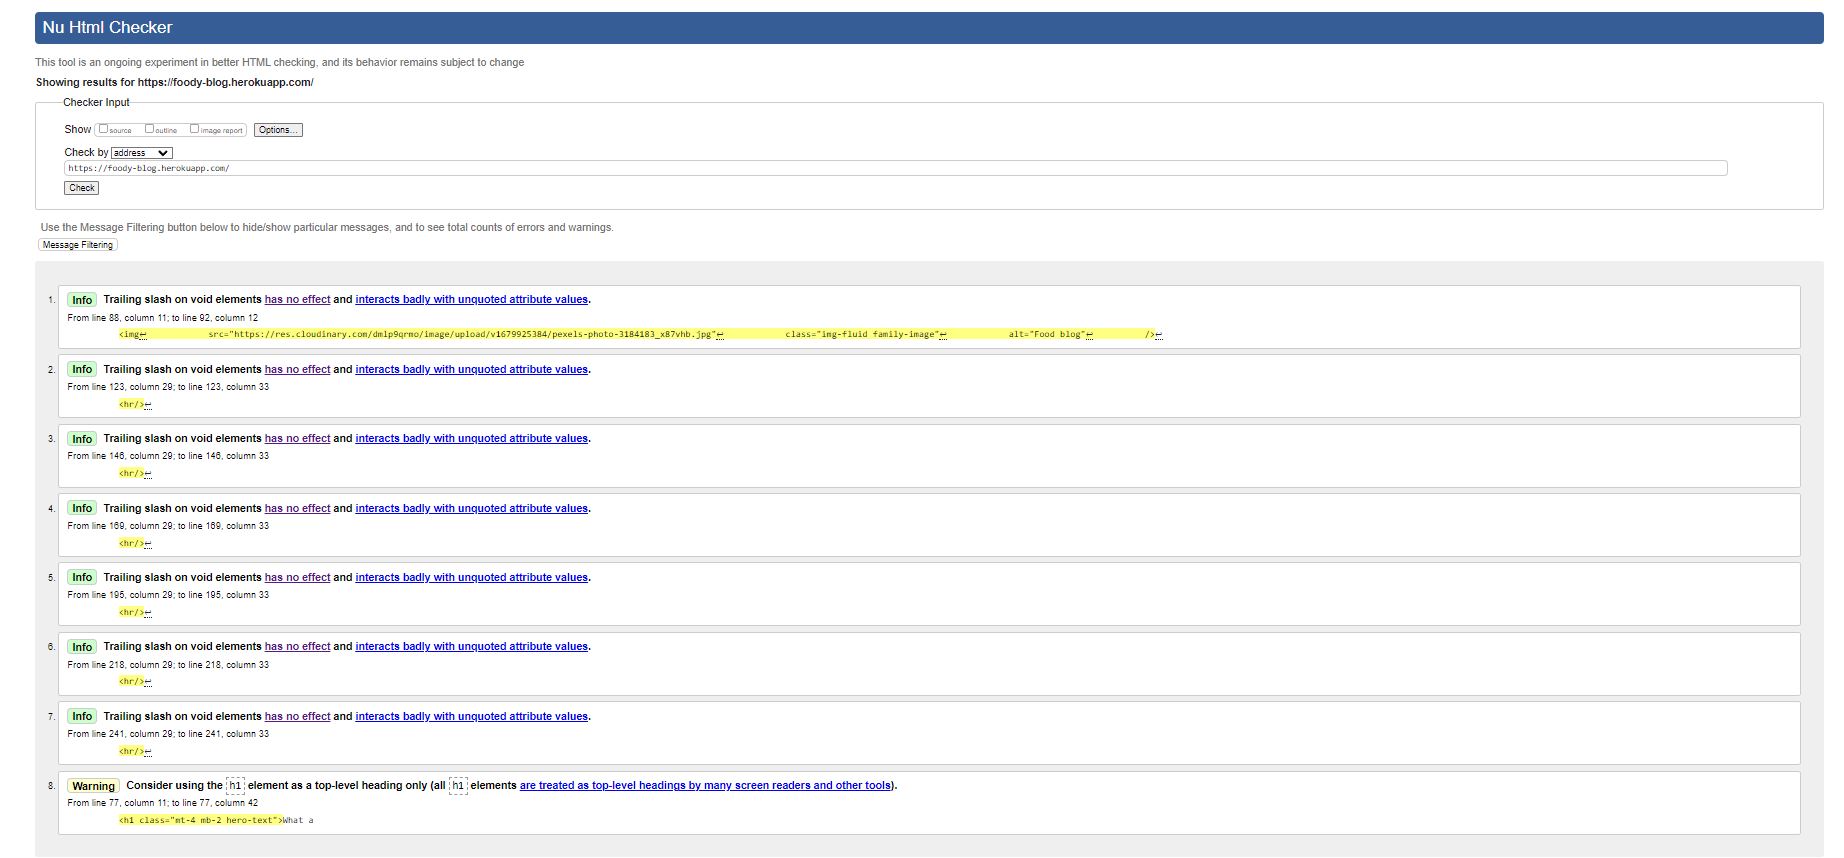 Nu Html Checker
This tool is an ongoing experiment in better HTML checking, and its behavior remains subject to change
Showing results for https://foody-blog.herokuapp.com/
Checker Input
Show source outline image report Options...
Check by address
https://foody-blog.herokuapp.com/
Check
Use the Message Filtering button below to hide/show particular messages, and to see total counts of errors and warnings.
Message Filtering
1. Info Trailing slash on void elements has no effect and interacts badly with unquoted attribute values.
From line 88, column 11; to line 92, column 12
<img↩ src="https://res.cloudinary.com/dmlp9qrmo/image/upload/v1679925384/pexels-photo-3184183_x87vhb.jpg"↩ class="img-fluid family-image"↩ alt="Food blog"↩ />↩
2. Info Trailing slash on void elements has no effect and interacts badly with unquoted attribute values.
From line 123, column 29; to line 123, column 33
<hr/>↩
3. Info Trailing slash on void elements has no effect and interacts badly with unquoted attribute values.
From line 146, column 29; to line 146, column 33
<hr/>↩
4. Info Trailing slash on void elements has no effect and interacts badly with unquoted attribute values.
From line 169, column 29; to line 169, column 33
<hr/>↩
5. Info Trailing slash on void elements has no effect and interacts badly with unquoted attribute values.
From line 195, column 29; to line 195, column 33
<hr/>↩
6. Info Trailing slash on void elements has no effect and interacts badly with unquoted attribute values.
From line 218, column 29; to line 218, column 33
<hr/>↩
7. Info Trailing slash on void elements has no effect and interacts badly with unquoted attribute values.
From line 241, column 29; to line 241, column 33
<hr/>↩
8. Warning Consider using the h1 element as a top-level heading only (all h1 elements are treated as top-level headings by many screen readers and other tools).
From line 77, column 11; to line 77, column 42
<h1 class="mt-4 mb-2 hero-text">What a